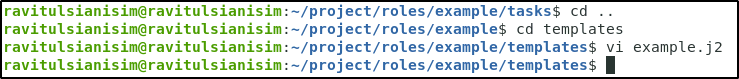 ravitulsianisim@ravitulsianisim:~/project/roles/example/tasks$ cd ..
ravitulsianisim@ravitulsianisim:~/project/roles/example$ cd templates
ravitulsianisim@ravitulsianisim:~/project/roles/example/templates$ vi example.j2
ravitulsianisim@ravitulsianisim:~/project/roles/example/templates$